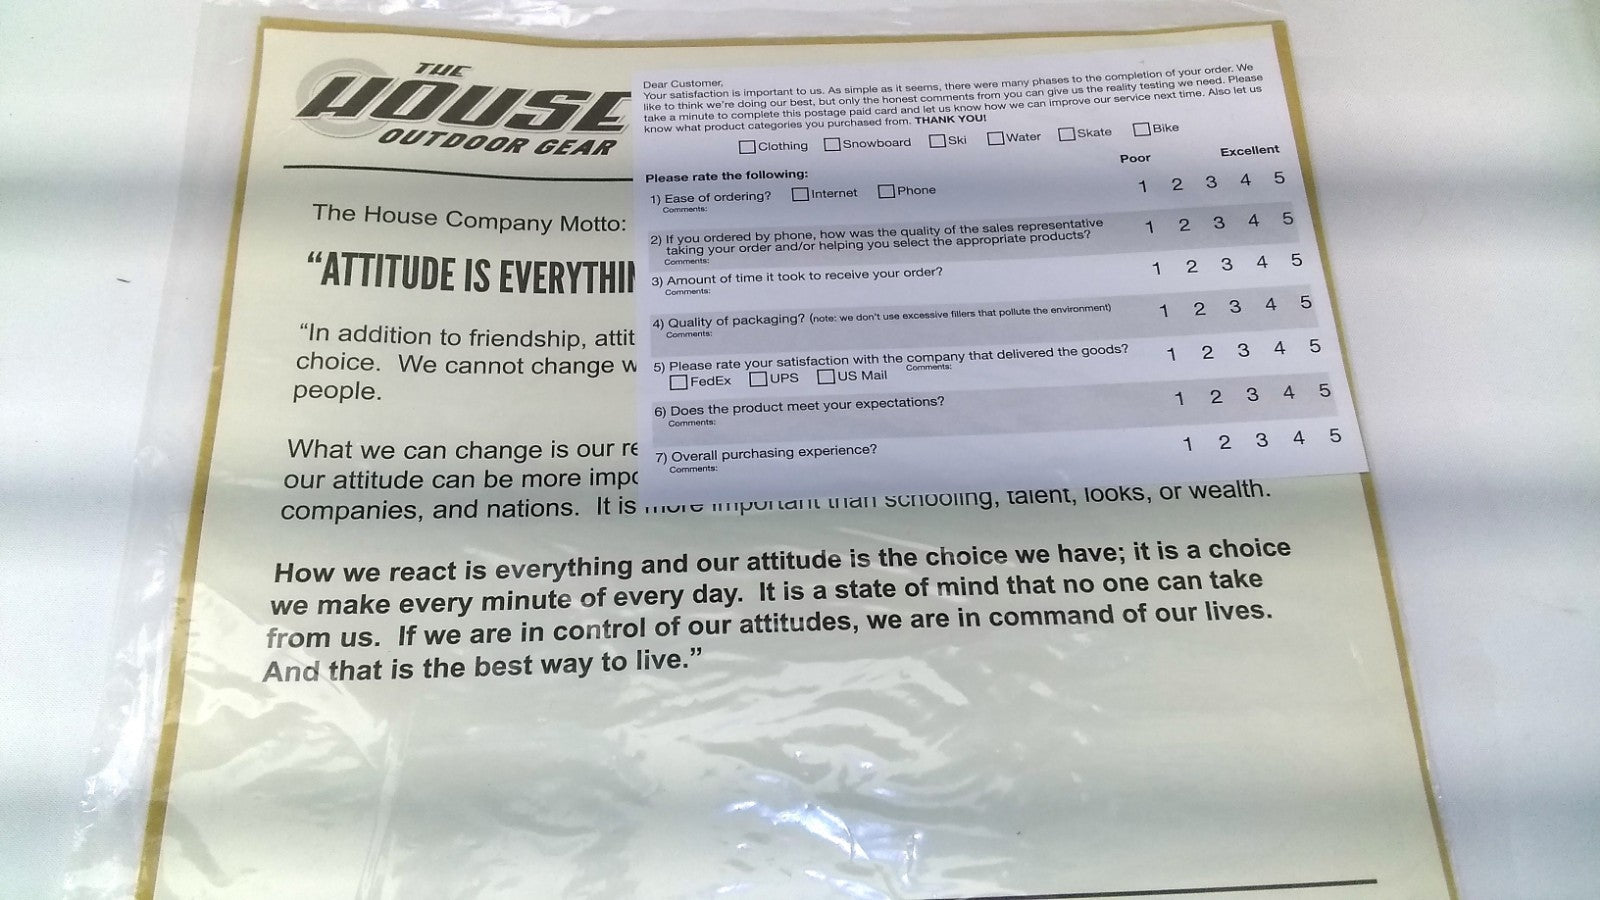 THE
HOUSE
OUTDOOR GEAR
The House Company Motto:
“ATTITUDE IS EVERYTHIN
“In addition to friendship, attit
choice.  We cannot change w
people.
What we can change is our re
our attitude can be more impo
companies, and nations.  It is more important than schooling, talent, looks, or wealth.
How we react is everything and our attitude is the choice we have; it is a choice
we make every minute of every day.  It is a state of mind that no one can take
from us.  If we are in control of our attitudes, we are in command of our lives.
And that is the best way to live.”
Dear Customer,
Your satisfaction is important to us. As simple as it seems, there were many phases to the completion of your order. We
like to think we're doing our best, but only the honest comments from you can give us the reality testing we need. Please
take a minute to complete this postage paid card and let us know how we can improve our service next time. Also let us
know what product categories you purchased from. THANK YOU!
Clothing Snowboard Ski Water Skate Bike
Poor Excellent
Please rate the following:
1) Ease of ordering? Internet Phone 1 2 3 4 5
Comments:
2) If you ordered by phone, how was the quality of the sales representative
taking your order and/or helping you select the appropriate products? 1 2 3 4 5
Comments:
3) Amount of time it took to receive your order? 1 2 3 4 5
Comments:
4) Quality of packaging? (note: we don't use excessive fillers that pollute the environment) 1 2 3 4 5
Comments:
5) Please rate your satisfaction with the company that delivered the goods? 1 2 3 4 5
FedEx UPS US Mail Comments:
6) Does the product meet your expectations? 1 2 3 4 5
Comments:
7) Overall purchasing experience? 1 2 3 4 5
Comments: